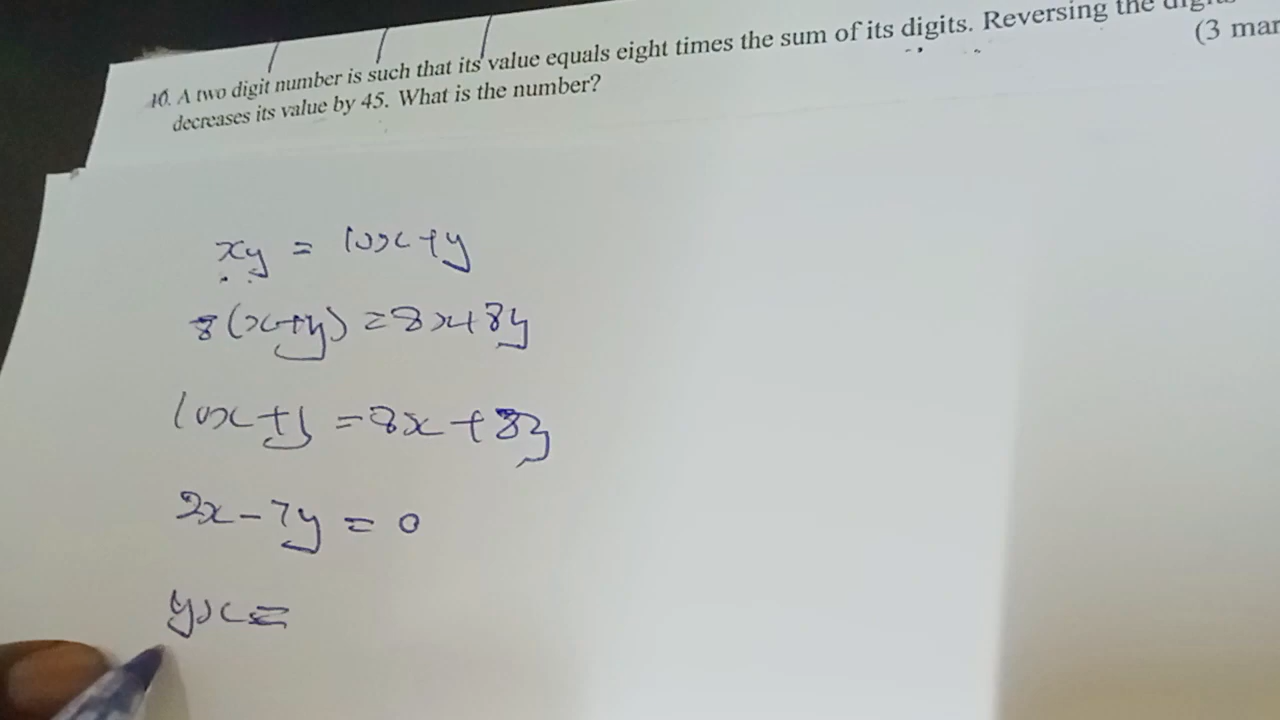 10. A two digit number is such that its value equals eight times the sum of its digits. Reversing the
(3 mar
decreases its value by 45. What is the number?
xy = 10x+y
8(x+y) = 8x+8y
10x+y = 8x+8y
2x-7y = 0
yx =